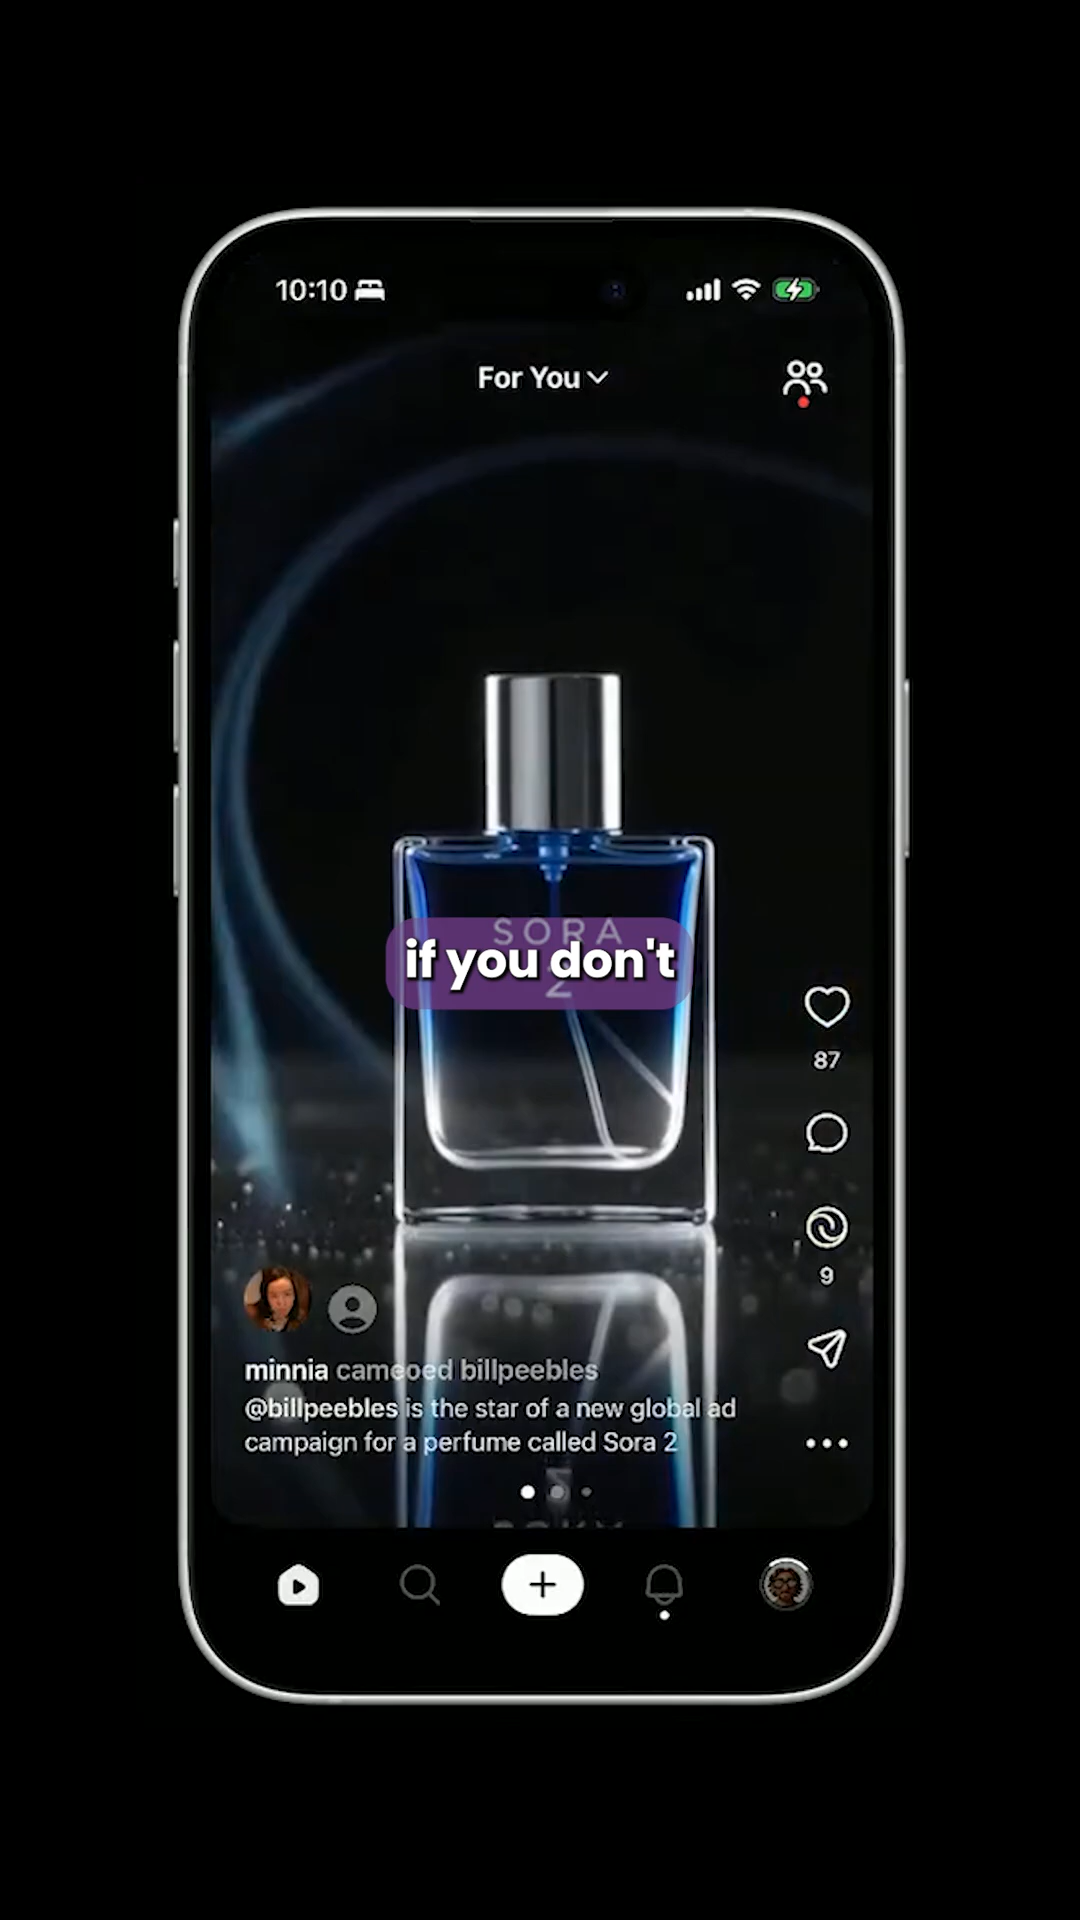 10:10
For You
SORA
if you don't
2
87
9
minnia cameoed billpeebles
@billpeebles is the star of a new global ad
campaign for a perfume called Sora 2